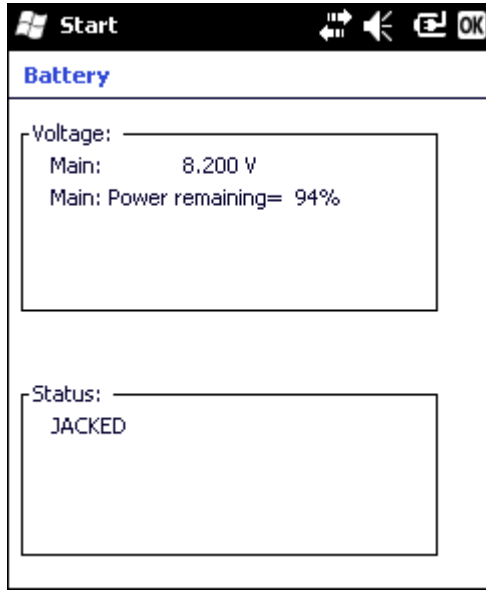 Start OK
Battery
Voltage:
Main: 8.200 V
Main: Power remaining= 94%
Status:
JACKED